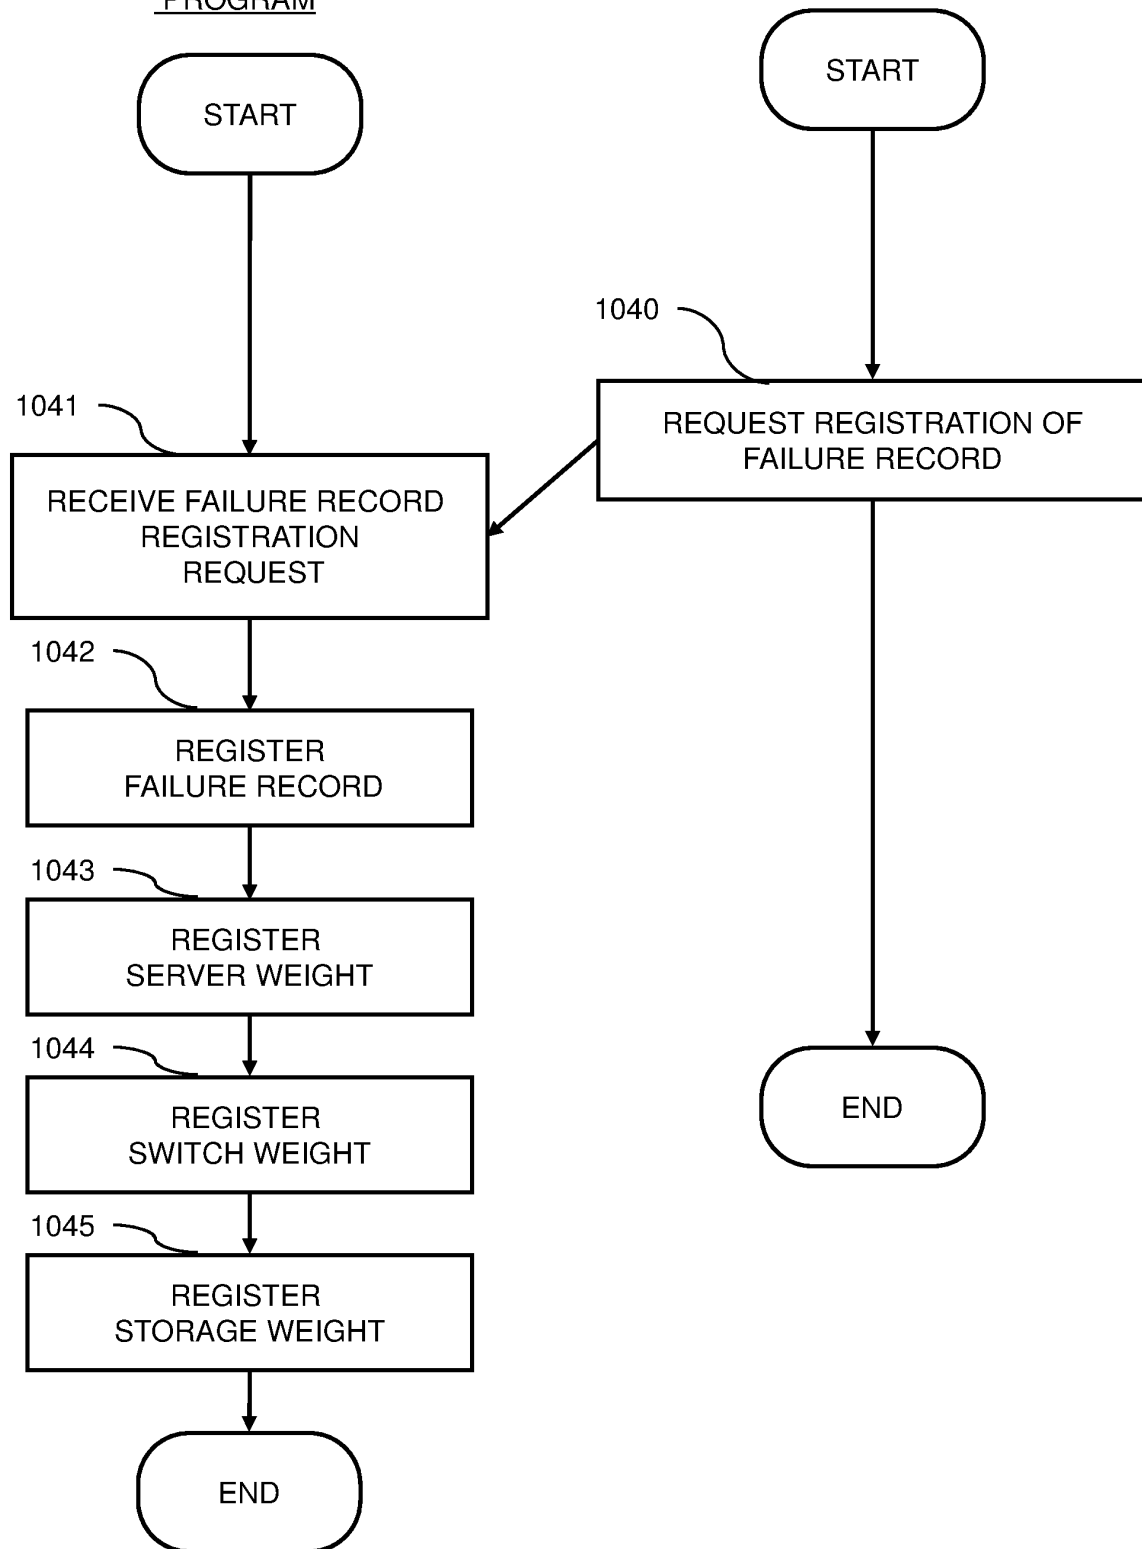 PROGRAM
START
START
1040
REQUEST REGISTRATION OF
FAILURE RECORD
1041
RECEIVE FAILURE RECORD
REGISTRATION
REQUEST
1042
REGISTER
FAILURE RECORD
1043
REGISTER
SERVER WEIGHT
1044
REGISTER
SWITCH WEIGHT
END
1045
REGISTER
STORAGE WEIGHT
END